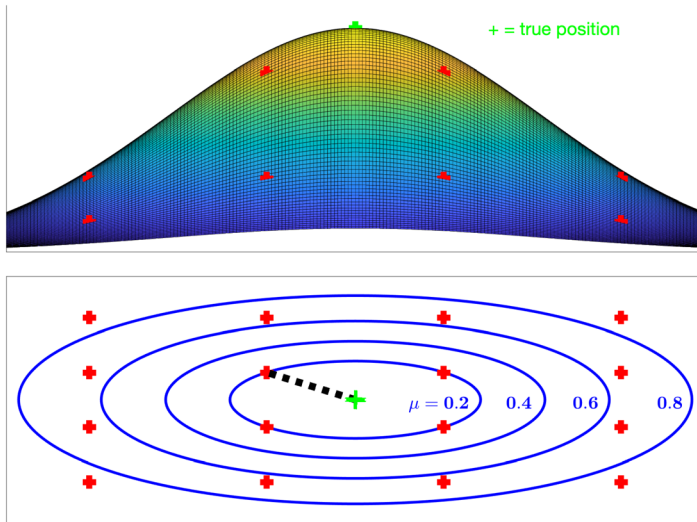 + = true position
μ = 0.2 0.4 0.6 0.8